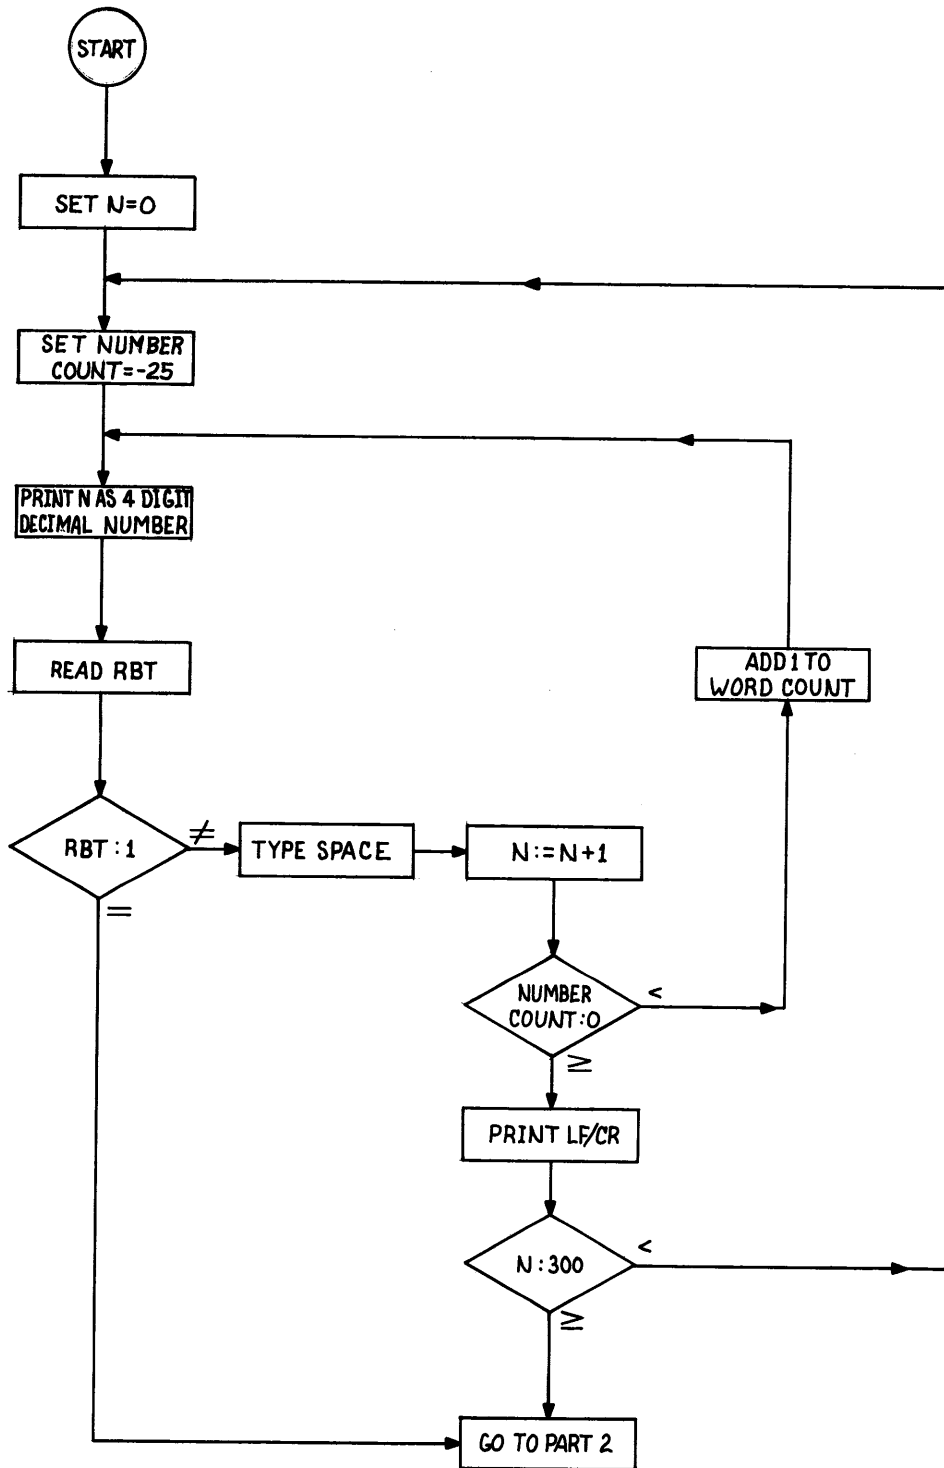 START
SET N=0
SET NUMBER
COUNT=-25
PRINT N AS 4 DIGIT
DECIMAL NUMBER
READ RBT
ADD 1 TO
WORD COUNT
RBT:1
≠
=
TYPE SPACE
N:=N+1
NUMBER
COUNT:0
<
≥
PRINT LF/CR
N:300
<
≥
GO TO PART 2